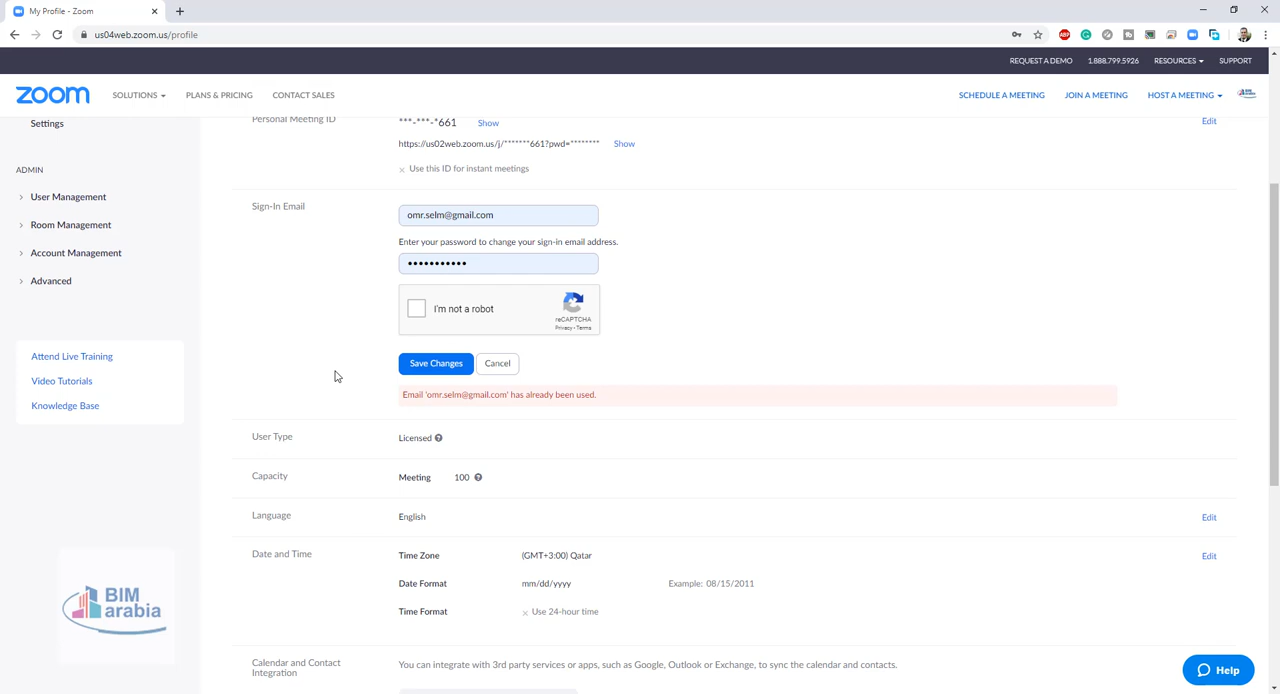 My Profile - Zoom
us04web.zoom.us/profile
ABP
REQUEST A DEMO 1.888.799.5926 RESOURCES SUPPORT
zoom SOLUTIONS PLANS & PRICING CONTACT SALES SCHEDULE A MEETING JOIN A MEETING HOST A MEETING
Settings
ADMIN
User Management
Room Management
Account Management
Advanced
Attend Live Training
Video Tutorials
Knowledge Base
BIM
arabia
Personal Meeting ID ***-***-*661 Show Edit
https://us02web.zoom.us/j/*******661?pwd=******** Show
Use this ID for instant meetings
Sign-In Email omr.selm@gmail.com
Enter your password to change your sign-in email address.
•••••••••••
I'm not a robot
reCAPTCHA
Privacy - Terms
Save Changes Cancel
Email 'omr.selm@gmail.com' has already been used.
User Type Licensed
Capacity Meeting 100
Language English Edit
Date and Time Time Zone (GMT+3:00) Qatar Edit
Date Format mm/dd/yyyy Example: 08/15/2011
Time Format Use 24-hour time
Calendar and Contact
Integration
You can integrate with 3rd party services or apps, such as Google, Outlook or Exchange, to sync the calendar and contacts.
Help